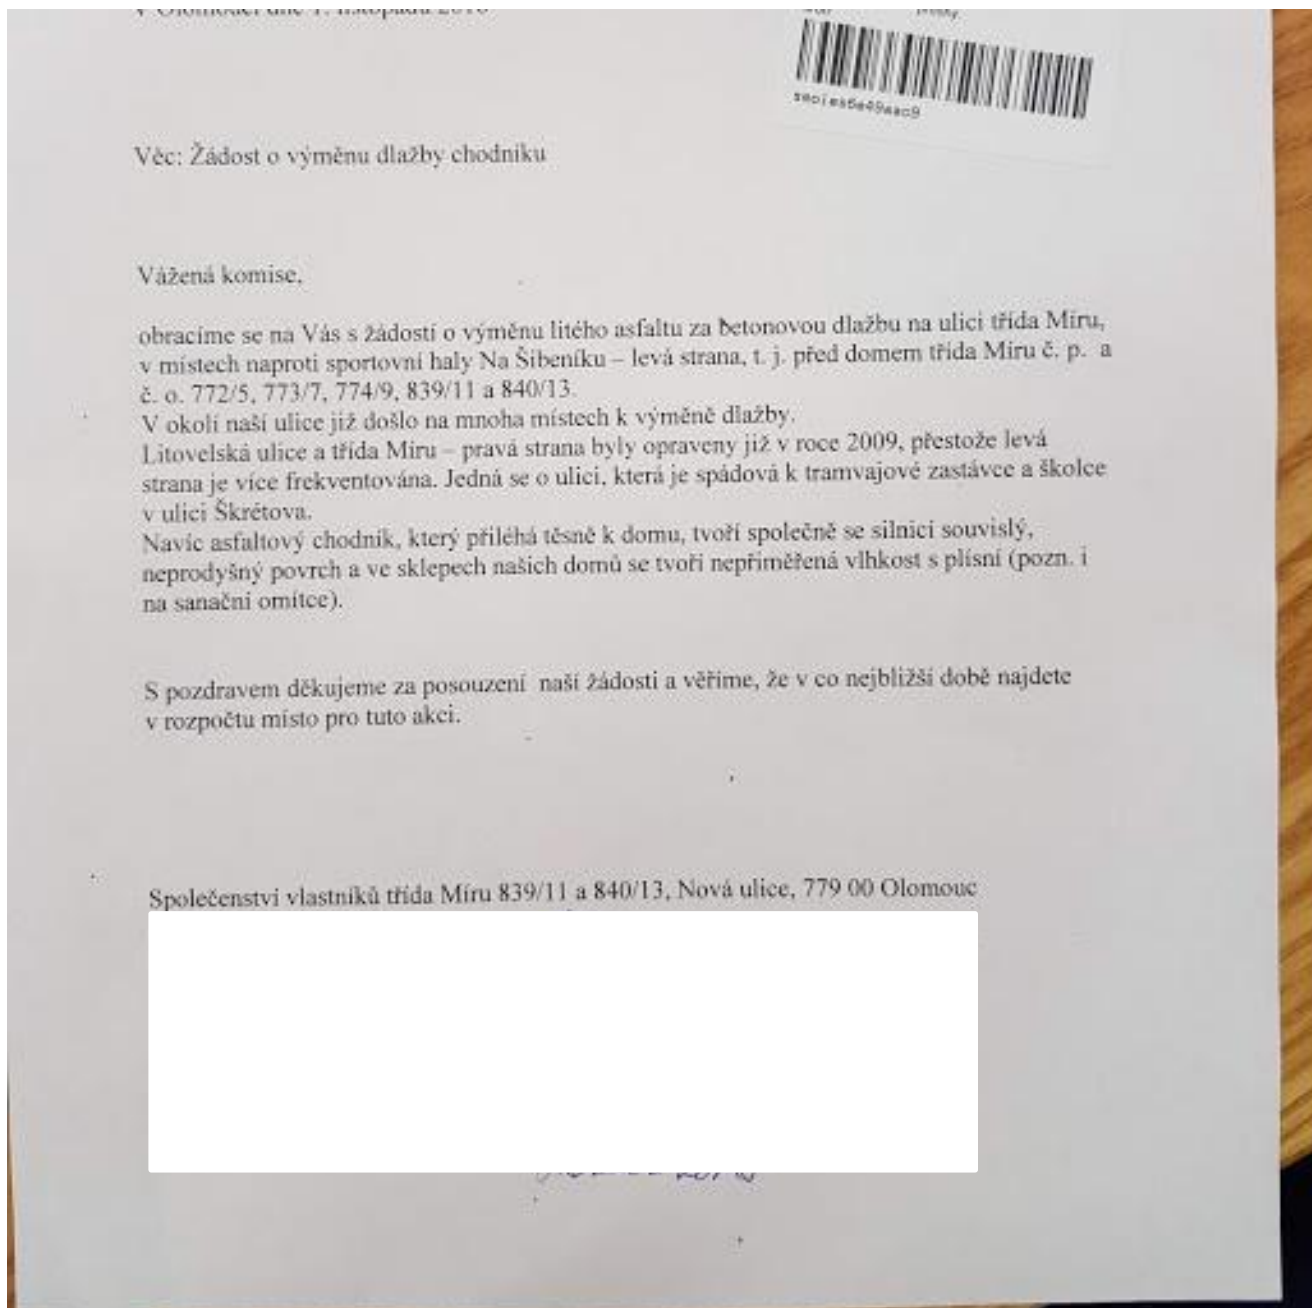 V Olomouci dne 1. listopadu
Věc: Žádost o výměnu dlažby chodníku
Vážená komise,
obracíme se na Vás s žádostí o výměnu litého asfaltu za betonovou dlažbu na ulici třída Míru,
v místech naproti sportovní haly Na Šibeníku – levá strana, t. j. před domem třída Míru č. p. a
č. o. 772/5, 773/7, 774/9, 839/11 a 840/13.
V okolí naší ulice již došlo na mnoha místech k výměně dlažby.
Litovelská ulice a třída Míru – pravá strana byly opraveny již v roce 2009, přestože levá
strana je více frekventována. Jedná se o ulici, která je spádová k tramvajové zastávce a školce
v ulici Škrétova.
Navíc asfaltový chodník, který přiléhá těsně k domu, tvoří společně se silnicí souvislý,
neprodyšný povrch a ve sklepech našich domů se tvoří nepřiměřená vlhkost s plísní (pozn. i
na sanační omítce).
S pozdravem děkujeme za posouzení naší žádosti a věříme, že v co nejbližší době najdete
v rozpočtu místo pro tuto akci.
Společenství vlastníků třída Míru 839/11 a 840/13, Nová ulice, 779 00 Olomouc